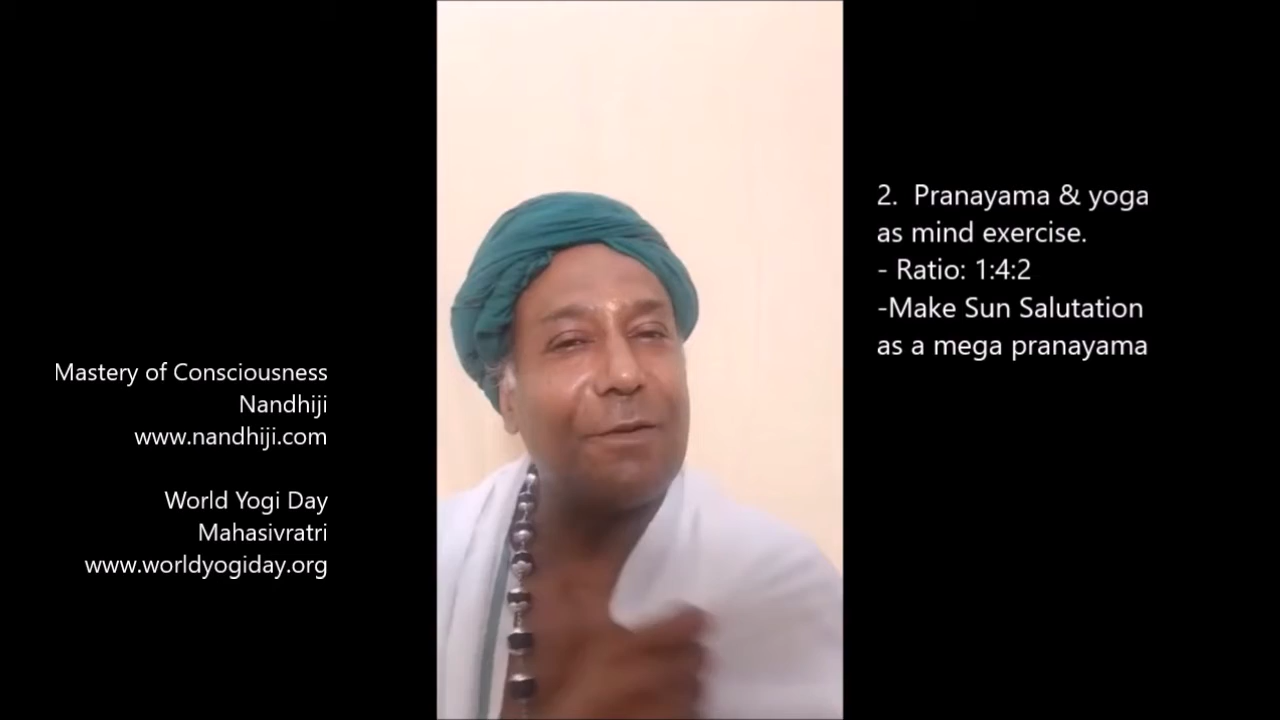 Mastery of Consciousness
Nandhiji
www.nandhiji.com
World Yogi Day
Mahasivratri
www.worldyogiday.org
2. Pranayama & yoga
as mind exercise.
- Ratio: 1:4:2
-Make Sun Salutation
as a mega pranayama